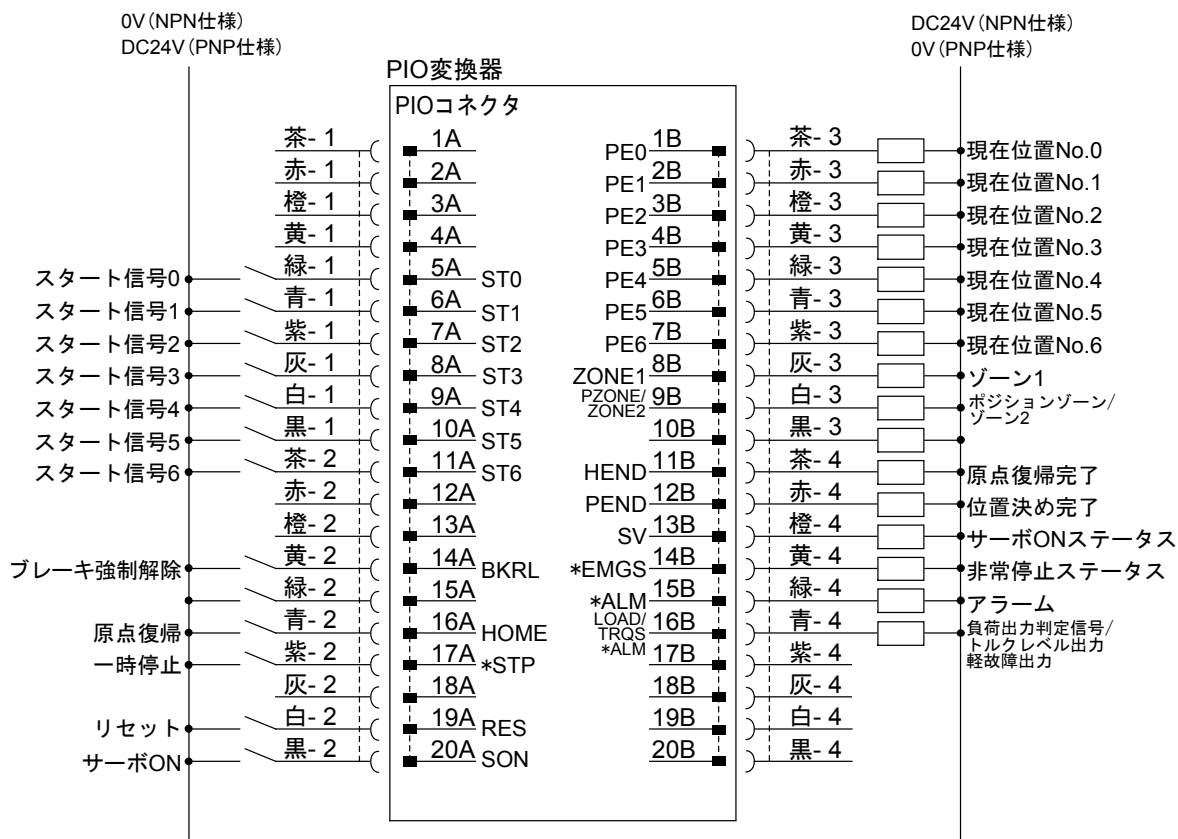 0V(NPN仕様)
DC24V(PNP仕様)
DC24V(NPN仕様)
0V(PNP仕様)
PIO変換器
PIOコネクタ
茶- 1 1A PE0 1B 茶- 3 現在位置No.0
赤- 1 2A PE1 2B 赤- 3 現在位置No.1
橙- 1 3A PE2 3B 橙- 3 現在位置No.2
黄- 1 4A PE3 4B 黄- 3 現在位置No.3
スタート信号0 緑- 1 5A ST0 PE4 5B 緑- 3 現在位置No.4
スタート信号1 青- 1 6A ST1 PE5 6B 青- 3 現在位置No.5
スタート信号2 紫- 1 7A ST2 PE6 7B 紫- 3 現在位置No.6
スタート信号3 灰- 1 8A ST3 ZONE1 8B 灰- 3 ゾーン1
スタート信号4 白- 1 9A ST4 PZONE/ ZONE2 9B 白- 3 ポジションゾーン/ ゾーン2
スタート信号5 黒- 1 10A ST5 10B 黒- 3
スタート信号6 茶- 2 11A ST6 HEND 11B 茶- 4 原点復帰完了
赤- 2 12A PEND 12B 赤- 4 位置決め完了
橙- 2 13A SV 13B 橙- 4 サーボONステータス
ブレーキ強制解除 黄- 2 14A BKRL *EMGS 14B 黄- 4 非常停止ステータス
緑- 2 15A *ALM 15B 緑- 4 アラーム
原点復帰 青- 2 16A HOME LOAD/ TRQS *ALM 16B 青- 4 負荷出力判定信号/ トルクレベル出力 軽故障出力
一時停止 紫- 2 17A *STP 17B 紫- 4
灰- 2 18A 18B 灰- 4
リセット 白- 2 19A RES 19B 白- 4
サーボON 黒- 2 20A SON 20B 黒- 4